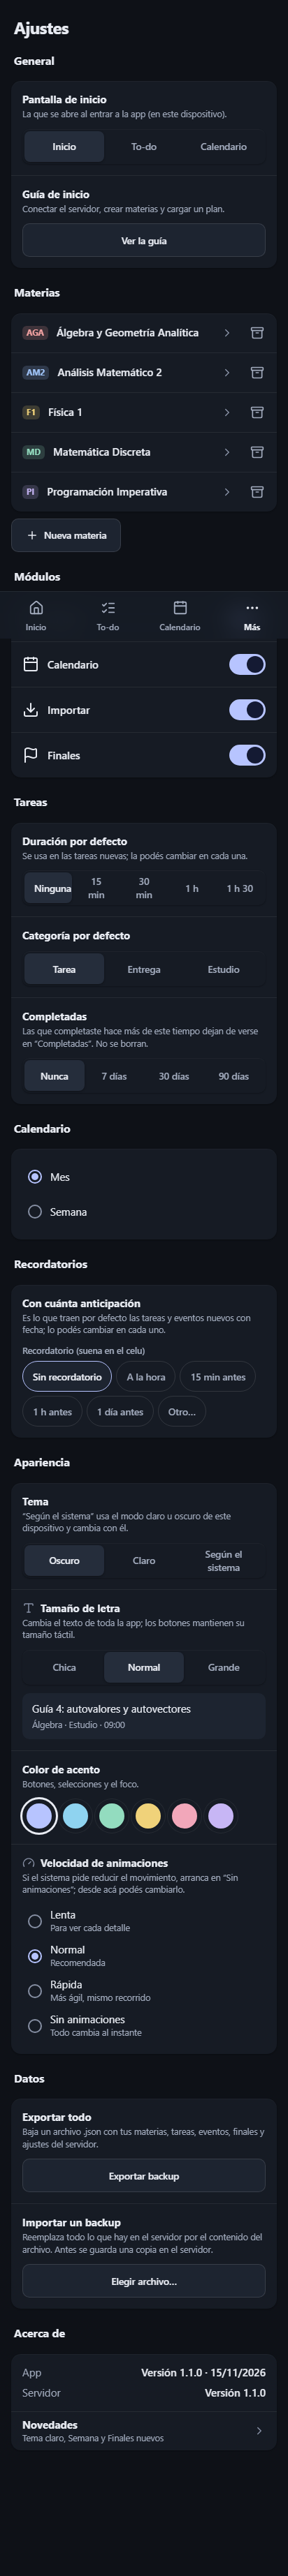 Ajustes
General
Pantalla de inicio
La que se abre al entrar a la app (en este dispositivo).
Inicio
To-do
Calendario
Guía de inicio
Conectar el servidor, crear materias y cargar un plan.
Ver la guía
Materias
AGA Álgebra y Geometría Analítica
AM2 Análisis Matemático 2
F1 Física 1
MD Matemática Discreta
PI Programación Imperativa
+ Nueva materia
Módulos
Inicio
To-do
Calendario
Más
Calendario
Importar
Finales
Tareas
Duración por defecto
Se usa en las tareas nuevas; la podés cambiar en cada una.
Ninguna
15 min
30 min
1 h
1 h 30
Categoría por defecto
Tarea
Entrega
Estudio
Completadas
Las que completaste hace más de este tiempo dejan de verse
en "Completadas". No se borran.
Nunca
7 días
30 días
90 días
Calendario
Mes
Semana
Recordatorios
Con cuánta anticipación
Es lo que traen por defecto las tareas y eventos nuevos con
fecha; lo podés cambiar en cada uno.
Recordatorio (suena en el celu)
Sin recordatorio
A la hora
15 min antes
1 h antes
1 día antes
Otro...
Apariencia
Tema
"Según el sistema" usa el modo claro u oscuro de este
dispositivo y cambia con él.
Oscuro
Claro
Según el
sistema
Tamaño de letra
Cambia el texto de toda la app; los botones mantienen su
tamaño táctil.
Chica
Normal
Grande
Guía 4: autovalores y autovectores
Álgebra · Estudio · 09:00
Color de acento
Botones, selecciones y el foco.
Velocidad de animaciones
Si el sistema pide reducir el movimiento, arranca en "Sin
animaciones"; desde acá podés cambiarlo.
Lenta
Para ver cada detalle
Normal
Recomendada
Rápida
Más ágil, mismo recorrido
Sin animaciones
Todo cambia al instante
Datos
Exportar todo
Baja un archivo .json con tus materias, tareas, eventos, finales y
ajustes del servidor.
Exportar backup
Importar un backup
Reemplaza todo lo que hay en el servidor por el contenido del
archivo. Antes se guarda una copia en el servidor.
Elegir archivo...
Acerca de
App Versión 1.1.0 · 15/11/2026
Servidor Versión 1.1.0
Novedades
Tema claro, Semana y Finales nuevos